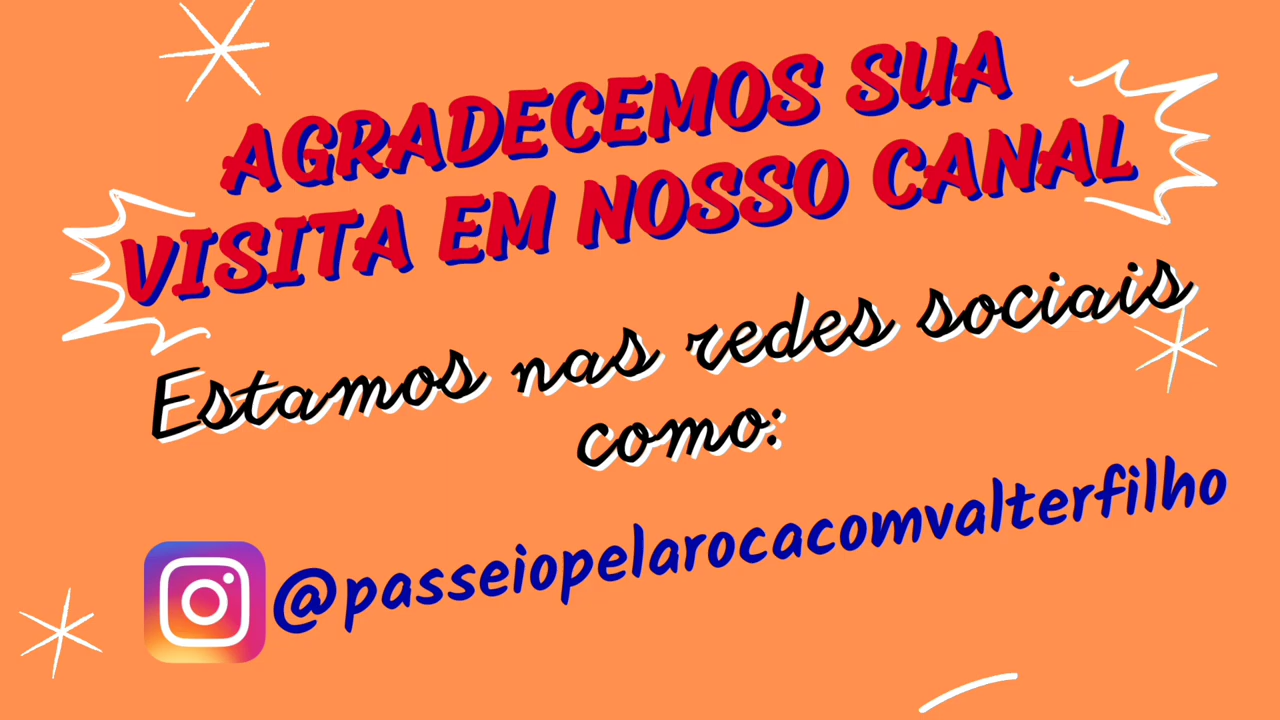 AGRADECEMOS SUA
VISITA EM NOSSO CANAL
Estamos nas redes sociais
como:
@passeiopelarocacomvalterfilho